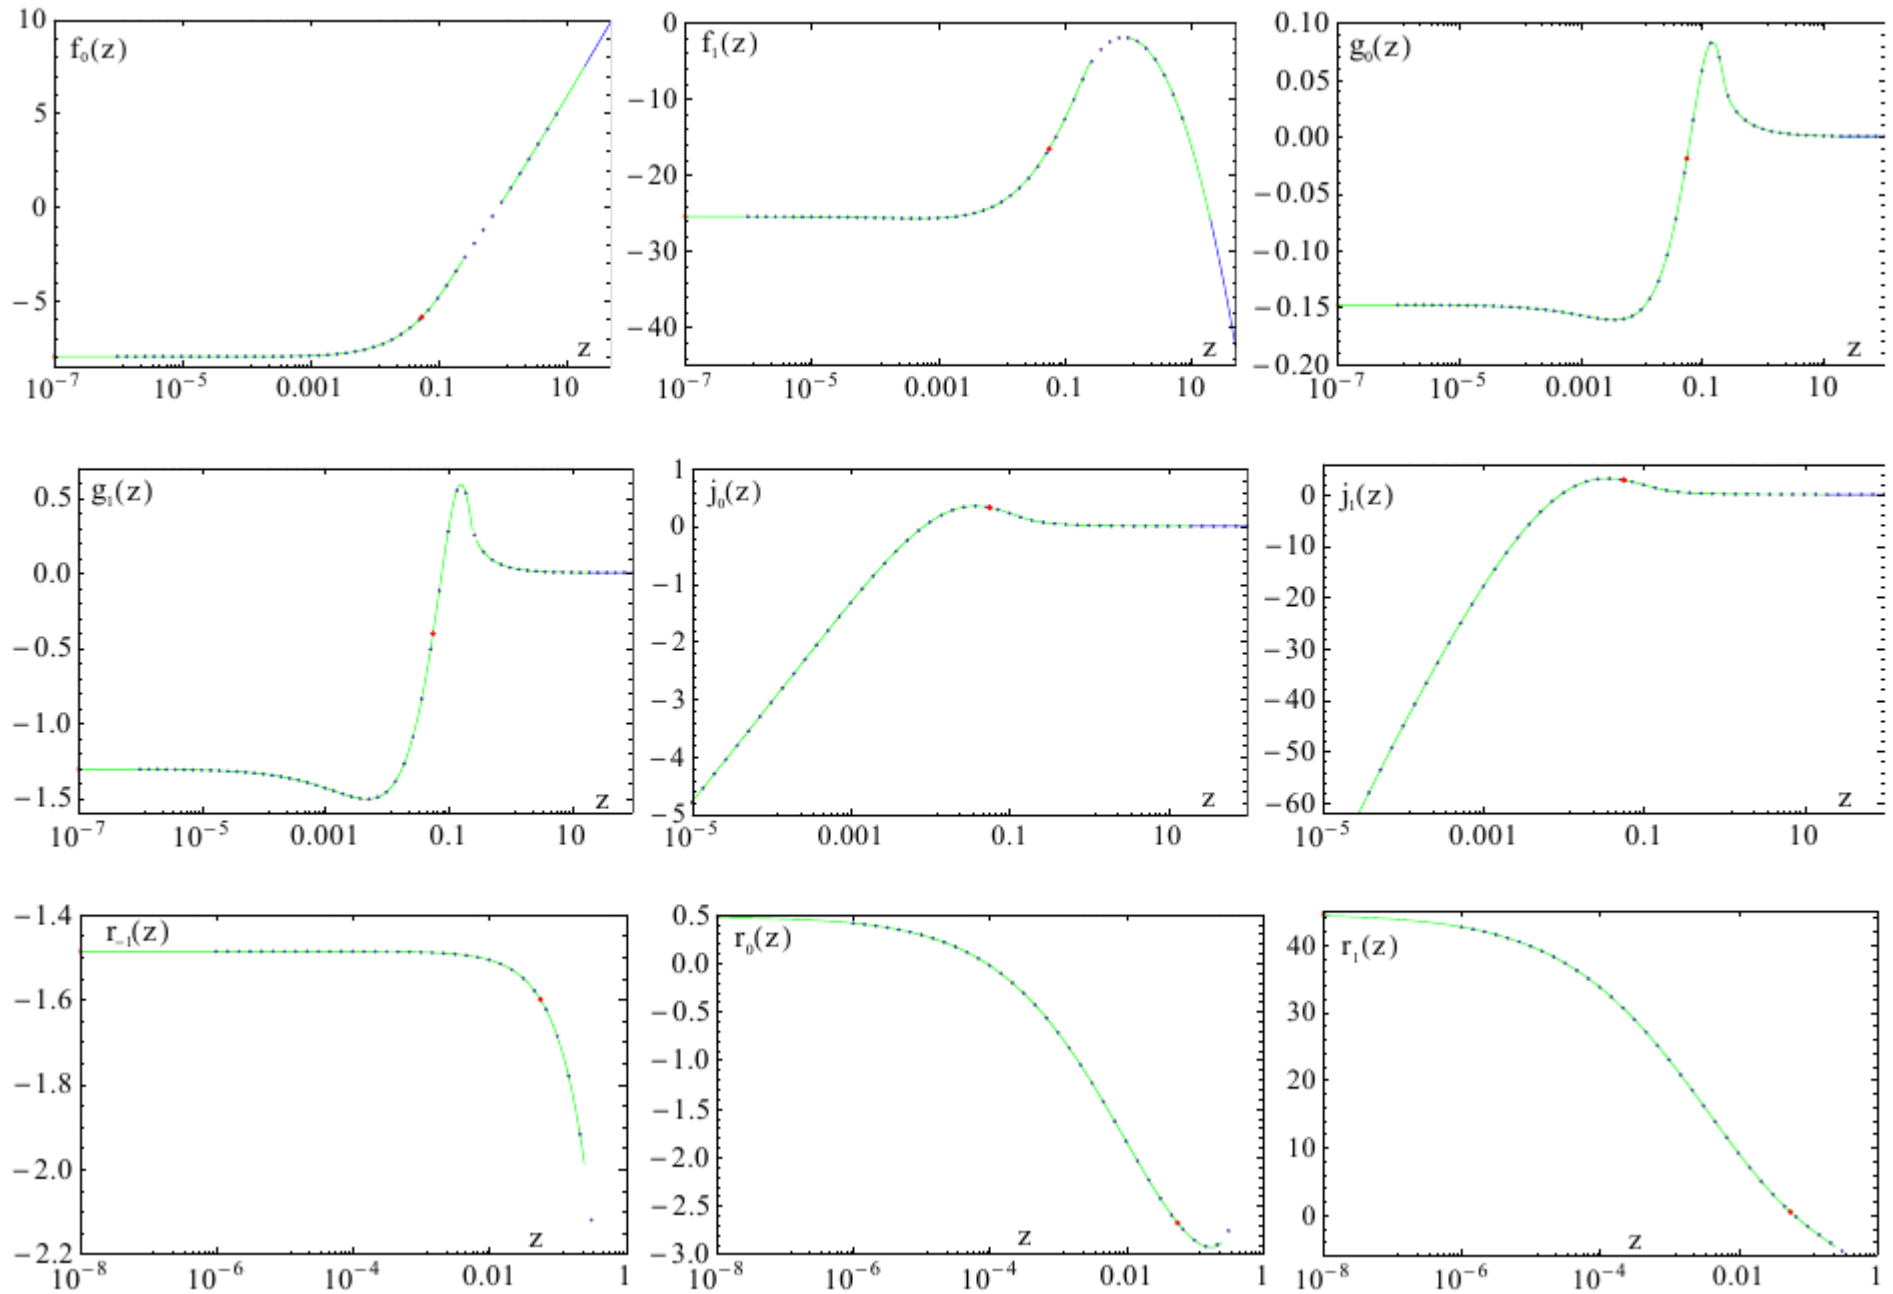 f₀(z)
10
5
0
−5
10⁻⁷ 10⁻⁵ 0.001 0.1 10
z
f₁(z)
0
−10
−20
−30
−40
10⁻⁷ 10⁻⁵ 0.001 0.1 10
z
g₀(z)
0.10
0.05
0.00
−0.05
−0.10
−0.15
−0.20
10⁻⁷ 10⁻⁵ 0.001 0.1 10
z
g₁(z)
0.5
0.0
−0.5
−1.0
−1.5
10⁻⁷ 10⁻⁵ 0.001 0.1 10
z
j₀(z)
1
0
−1
−2
−3
−4
−5
10⁻⁵ 0.001 0.1 10
z
j₁(z)
0
−10
−20
−30
−40
−50
−60
10⁻⁵ 0.001 0.1 10
z
r₋₁(z)
−1.4
−1.6
−1.8
−2.0
−2.2
10⁻⁸ 10⁻⁶ 10⁻⁴ 0.01 1
z
r₀(z)
0.5
0.0
−0.5
−1.0
−1.5
−2.0
−2.5
−3.0
10⁻⁸ 10⁻⁶ 10⁻⁴ 0.01 1
z
r₁(z)
40
30
20
10
0
10⁻⁸ 10⁻⁶ 10⁻⁴ 0.01 1
z